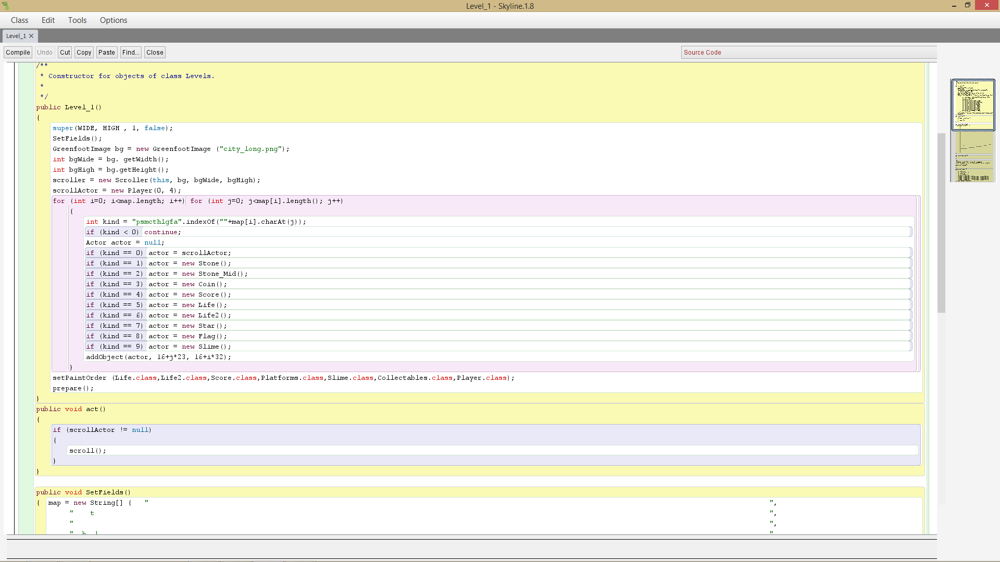 Level_1 - Skyline.1.8
Class Edit Tools Options
Level_1
Compile Undo Cut Copy Paste Find... Close Source Code
/**
 * Constructor for objects of class Levels.
 *
 */
public Level_1()
{
super(WIDE, HIGH , 1, false);
SetFields();
GreenfootImage bg = new GreenfootImage ("city_long.png");
int bgWide = bg. getWidth();
int bgHigh = bg.getHeight();
scroller = new Scroller(this, bg, bgWide, bgHigh);
scrollActor = new Player(0, 4);
for (int i=0; i<map.length; i++) for (int j=0; j<map[i].length(); j++)
{
int kind = "psmcthlgfa".indexOf(""+map[i].charAt(j));
if (kind < 0) continue;
Actor actor = null;
if (kind == 0) actor = scrollActor;
if (kind == 1) actor = new Stone();
if (kind == 2) actor = new Stone_Mid();
if (kind == 3) actor = new Coin();
if (kind == 4) actor = new Score();
if (kind == 5) actor = new Life();
if (kind == 6) actor = new Life2();
if (kind == 7) actor = new Star();
if (kind == 8) actor = new Flag();
if (kind == 9) actor = new Slime();
addObject(actor, 16+j*23, 16+i*32);
}
setPaintOrder (Life.class,Life2.class,Score.class,Platforms.class,Slime.class,Collectables.class,Player.class);
prepare();
}
public void act()
{
if (scrollActor != null)
{
scroll();
}
}
public void SetFields()
{ map = new String[] { " ",
" t ",
" ",
" h l "